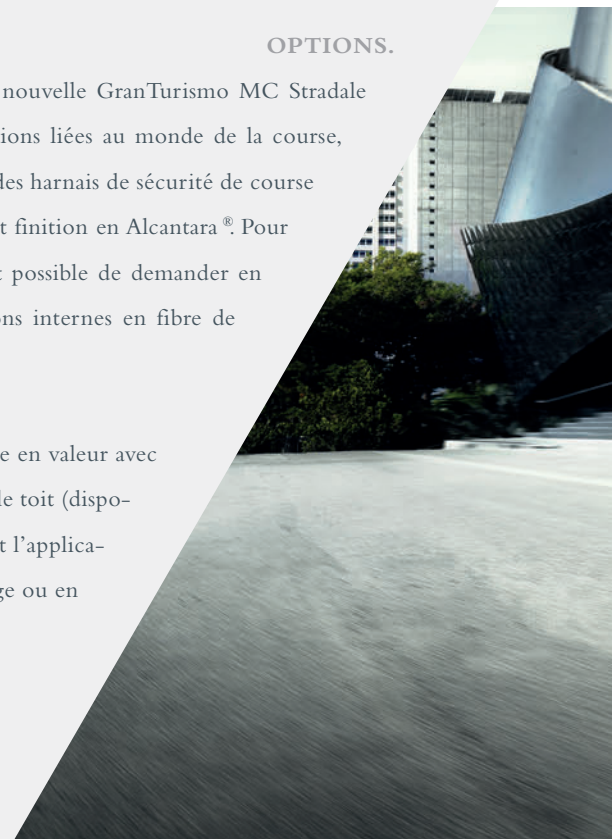 OPTIONS.
nouvelle GranTurismo MC Stradale
ions liées au monde de la course,
des harnais de sécurité de course
t finition en Alcantara®. Pour
t possible de demander en
ons internes en fibre de
e en valeur avec
le toit (dispo-
t l’applica-
ge ou en